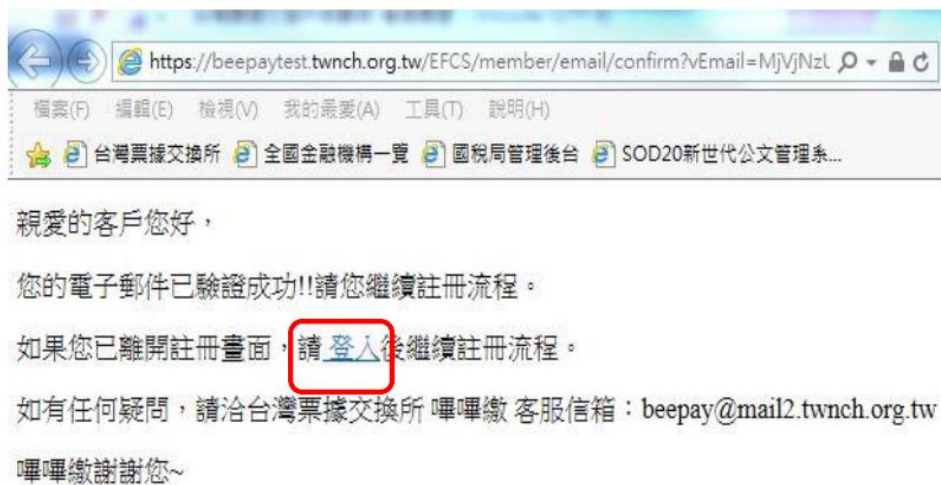 https://beepaytest.twnch.org.tw/EFCS/member/email/confirm?vEmail=MjVjNzL
檔案(F) 編輯(E) 檢視(V) 我的最愛(A) 工具(T) 說明(H)
台灣票據交換所 全國金融機構一覽 國稅局管理後台 SOD20新世代公文管理系...
親愛的客戶您好，
您的電子郵件已驗證成功!!請您繼續註冊流程。
如果您已離開註冊畫面，請 登入後繼續註冊流程。
如有任何疑問，請洽台灣票據交換所 嗶嗶繳 客服信箱：beepay@mail2.twnch.org.tw
嗶嗶繳謝謝您~